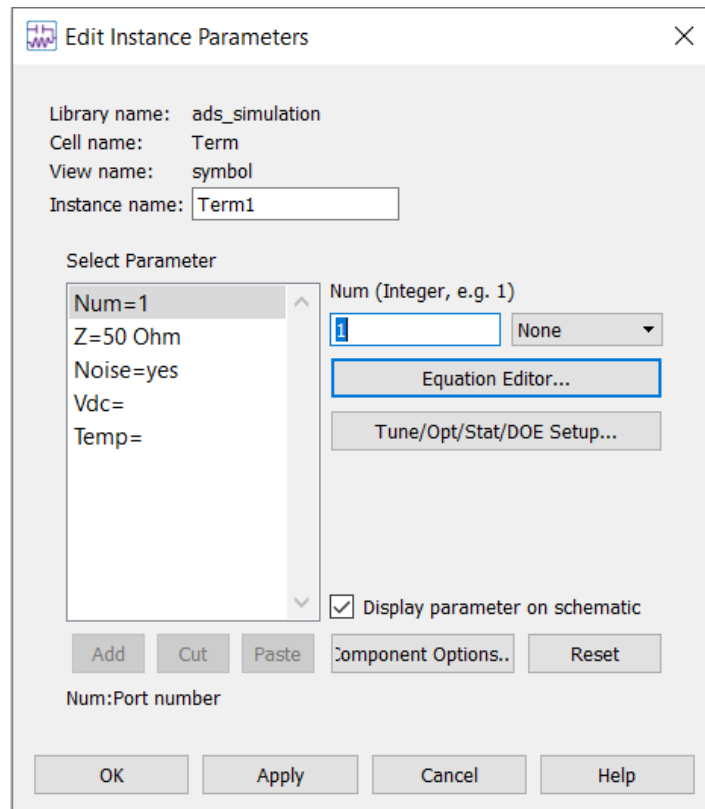 Edit Instance Parameters
Library name: ads_simulation
Cell name: Term
View name: symbol
Instance name: Term1
Select Parameter
Num=1
Z=50 Ohm
Noise=yes
Vdc=
Temp=
Num (Integer, e.g. 1)
1 None
Equation Editor...
Tune/Opt/Stat/DOE Setup...
Display parameter on schematic
Add Cut Paste Component Options.. Reset
Num:Port number
OK Apply Cancel Help